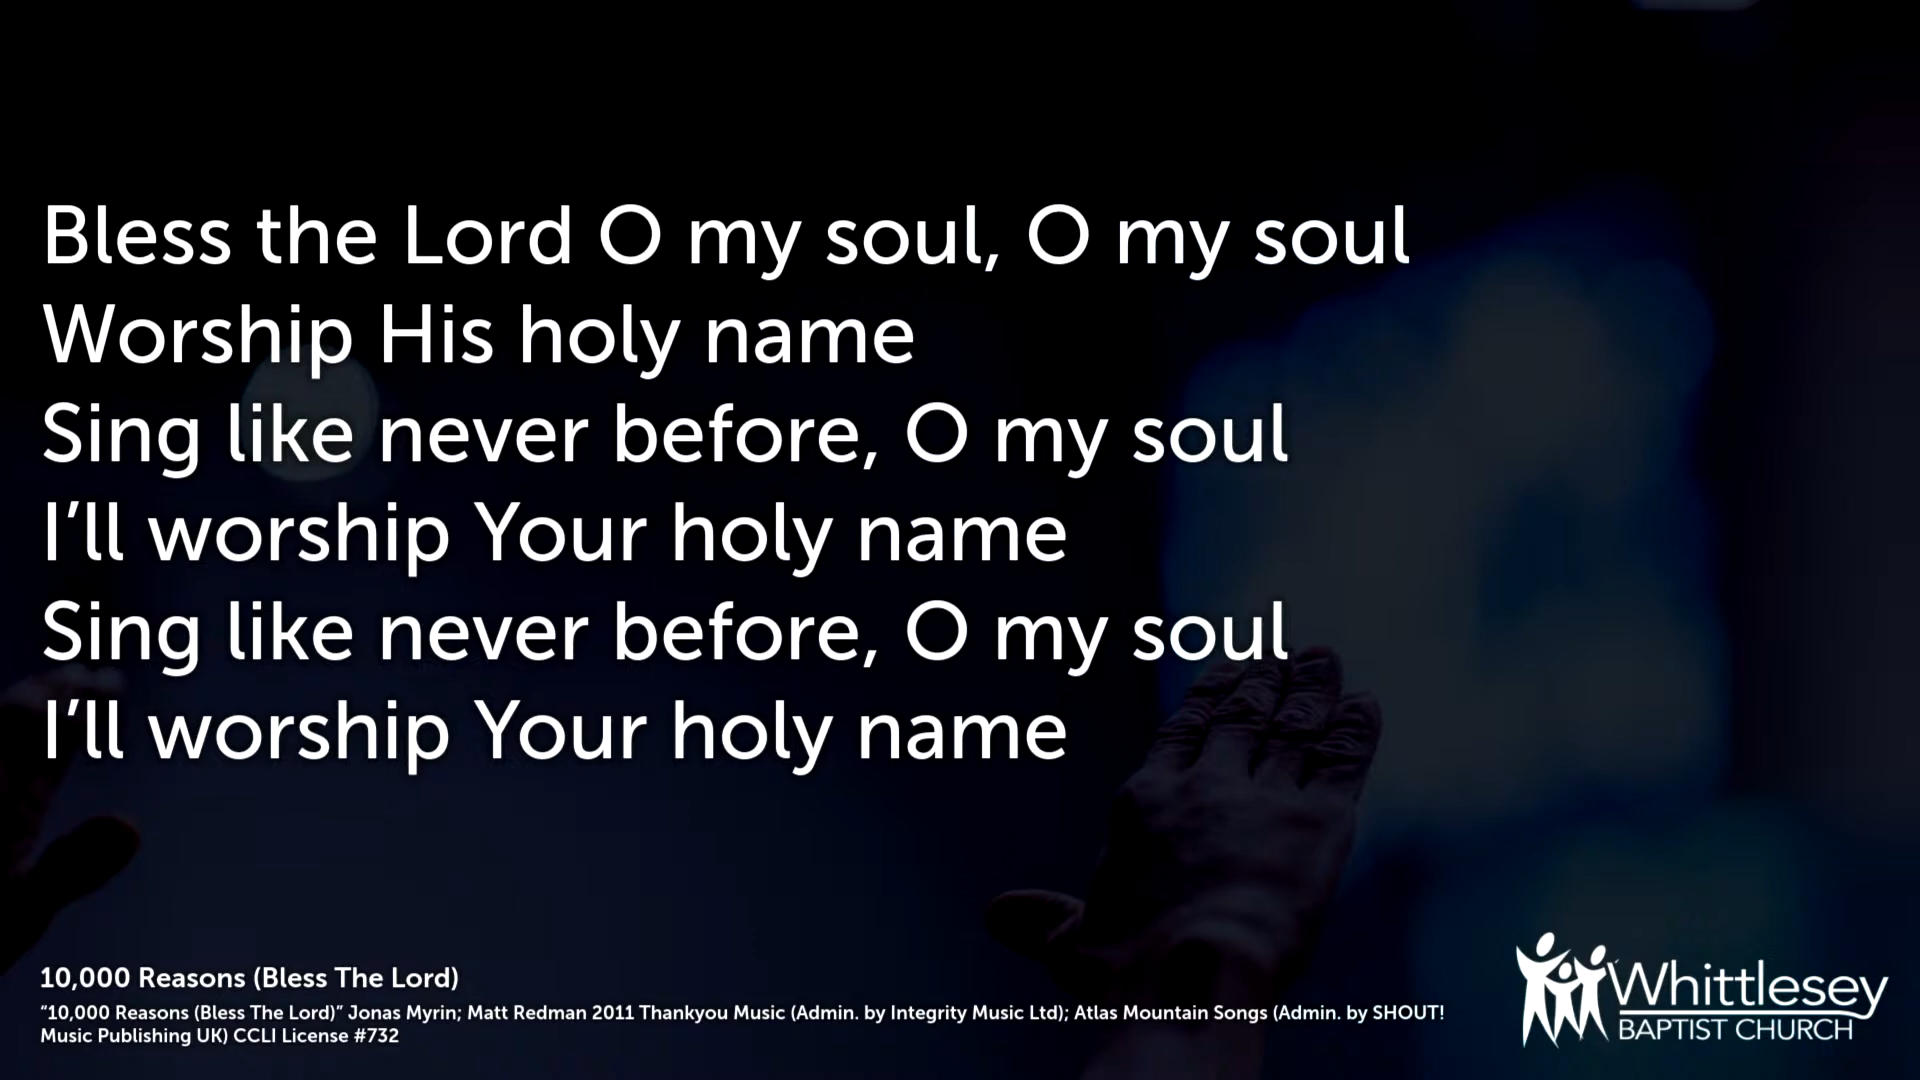 Bless the Lord O my soul, O my soul
Worship His holy name
Sing like never before, O my soul
I’ll worship Your holy name
Sing like never before, O my soul
I’ll worship Your holy name
10,000 Reasons (Bless The Lord)
“10,000 Reasons (Bless The Lord)” Jonas Myrin; Matt Redman 2011 Thankyou Music (Admin. by Integrity Music Ltd); Atlas Mountain Songs (Admin. by SHOUT!
Music Publishing UK) CCLI License #732
Whittlesey
BAPTIST CHURCH